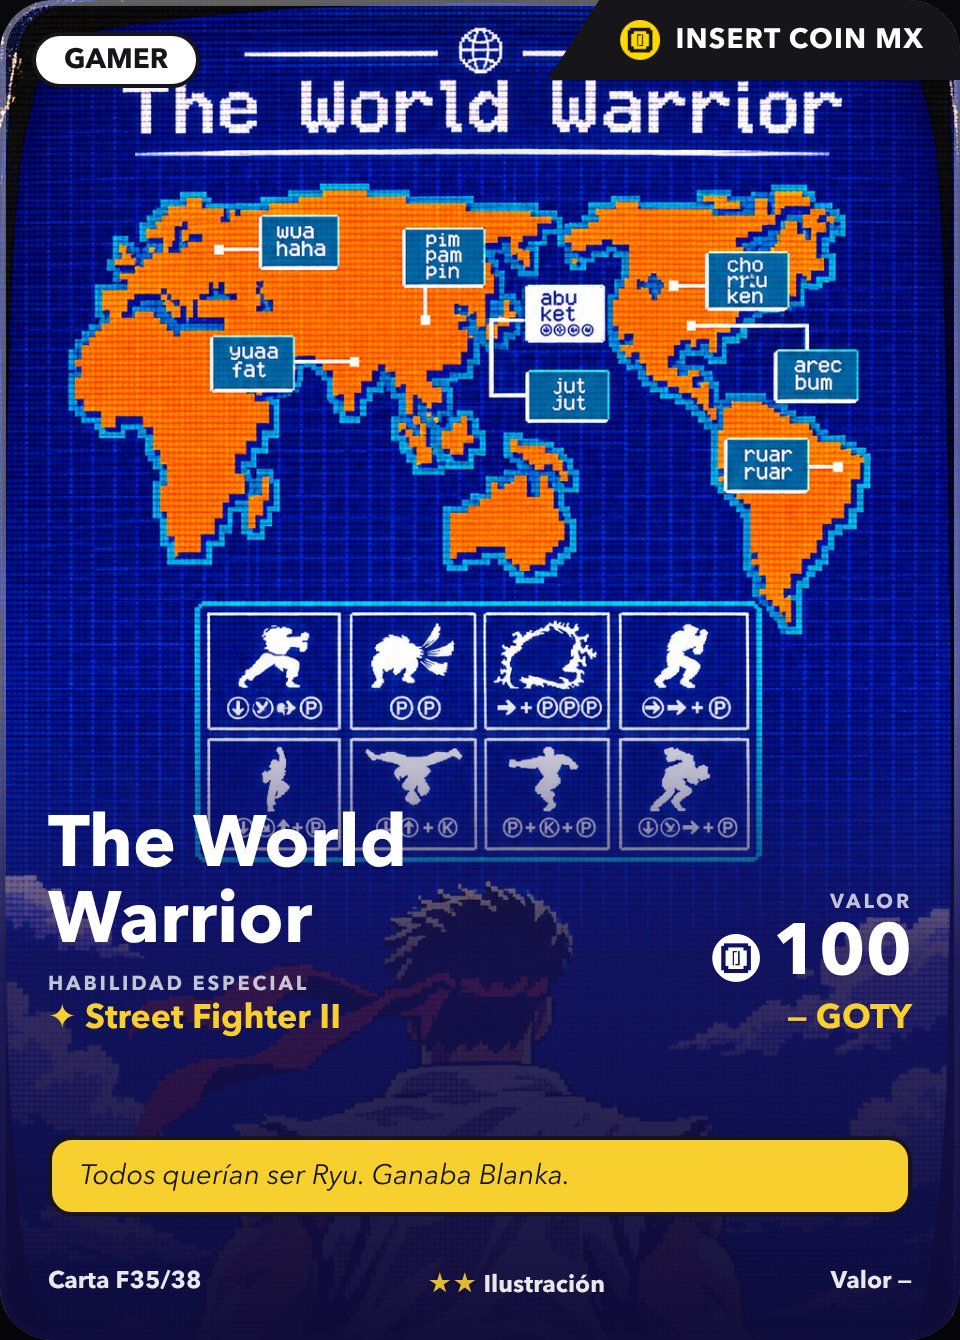 GAMER
INSERT COIN MX
The World Warrior
wua
haha
pim
pam
pin
cho
rru
ken
abu
ket
yuaa
fat
arec
bum
jut
jut
ruar
ruar
P
P P
→ + P P P
→ → + P
+ P
↑ + K
P + K + P
→ + P
The World
Warrior
VALOR
100
HABILIDAD ESPECIAL
✦ Street Fighter II
– GOTY
Todos querían ser Ryu. Ganaba Blanka.
Carta F35/38
★★ Ilustración
Valor –